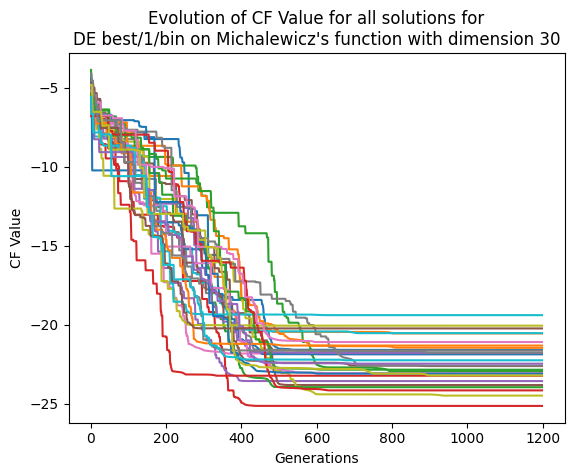 Evolution of CF Value for all solutions for
DE best/1/bin on Michalewicz's function with dimension 30
CF Value
−5
−10
−15
−20
−25
0 200 400 600 800 1000 1200
Generations